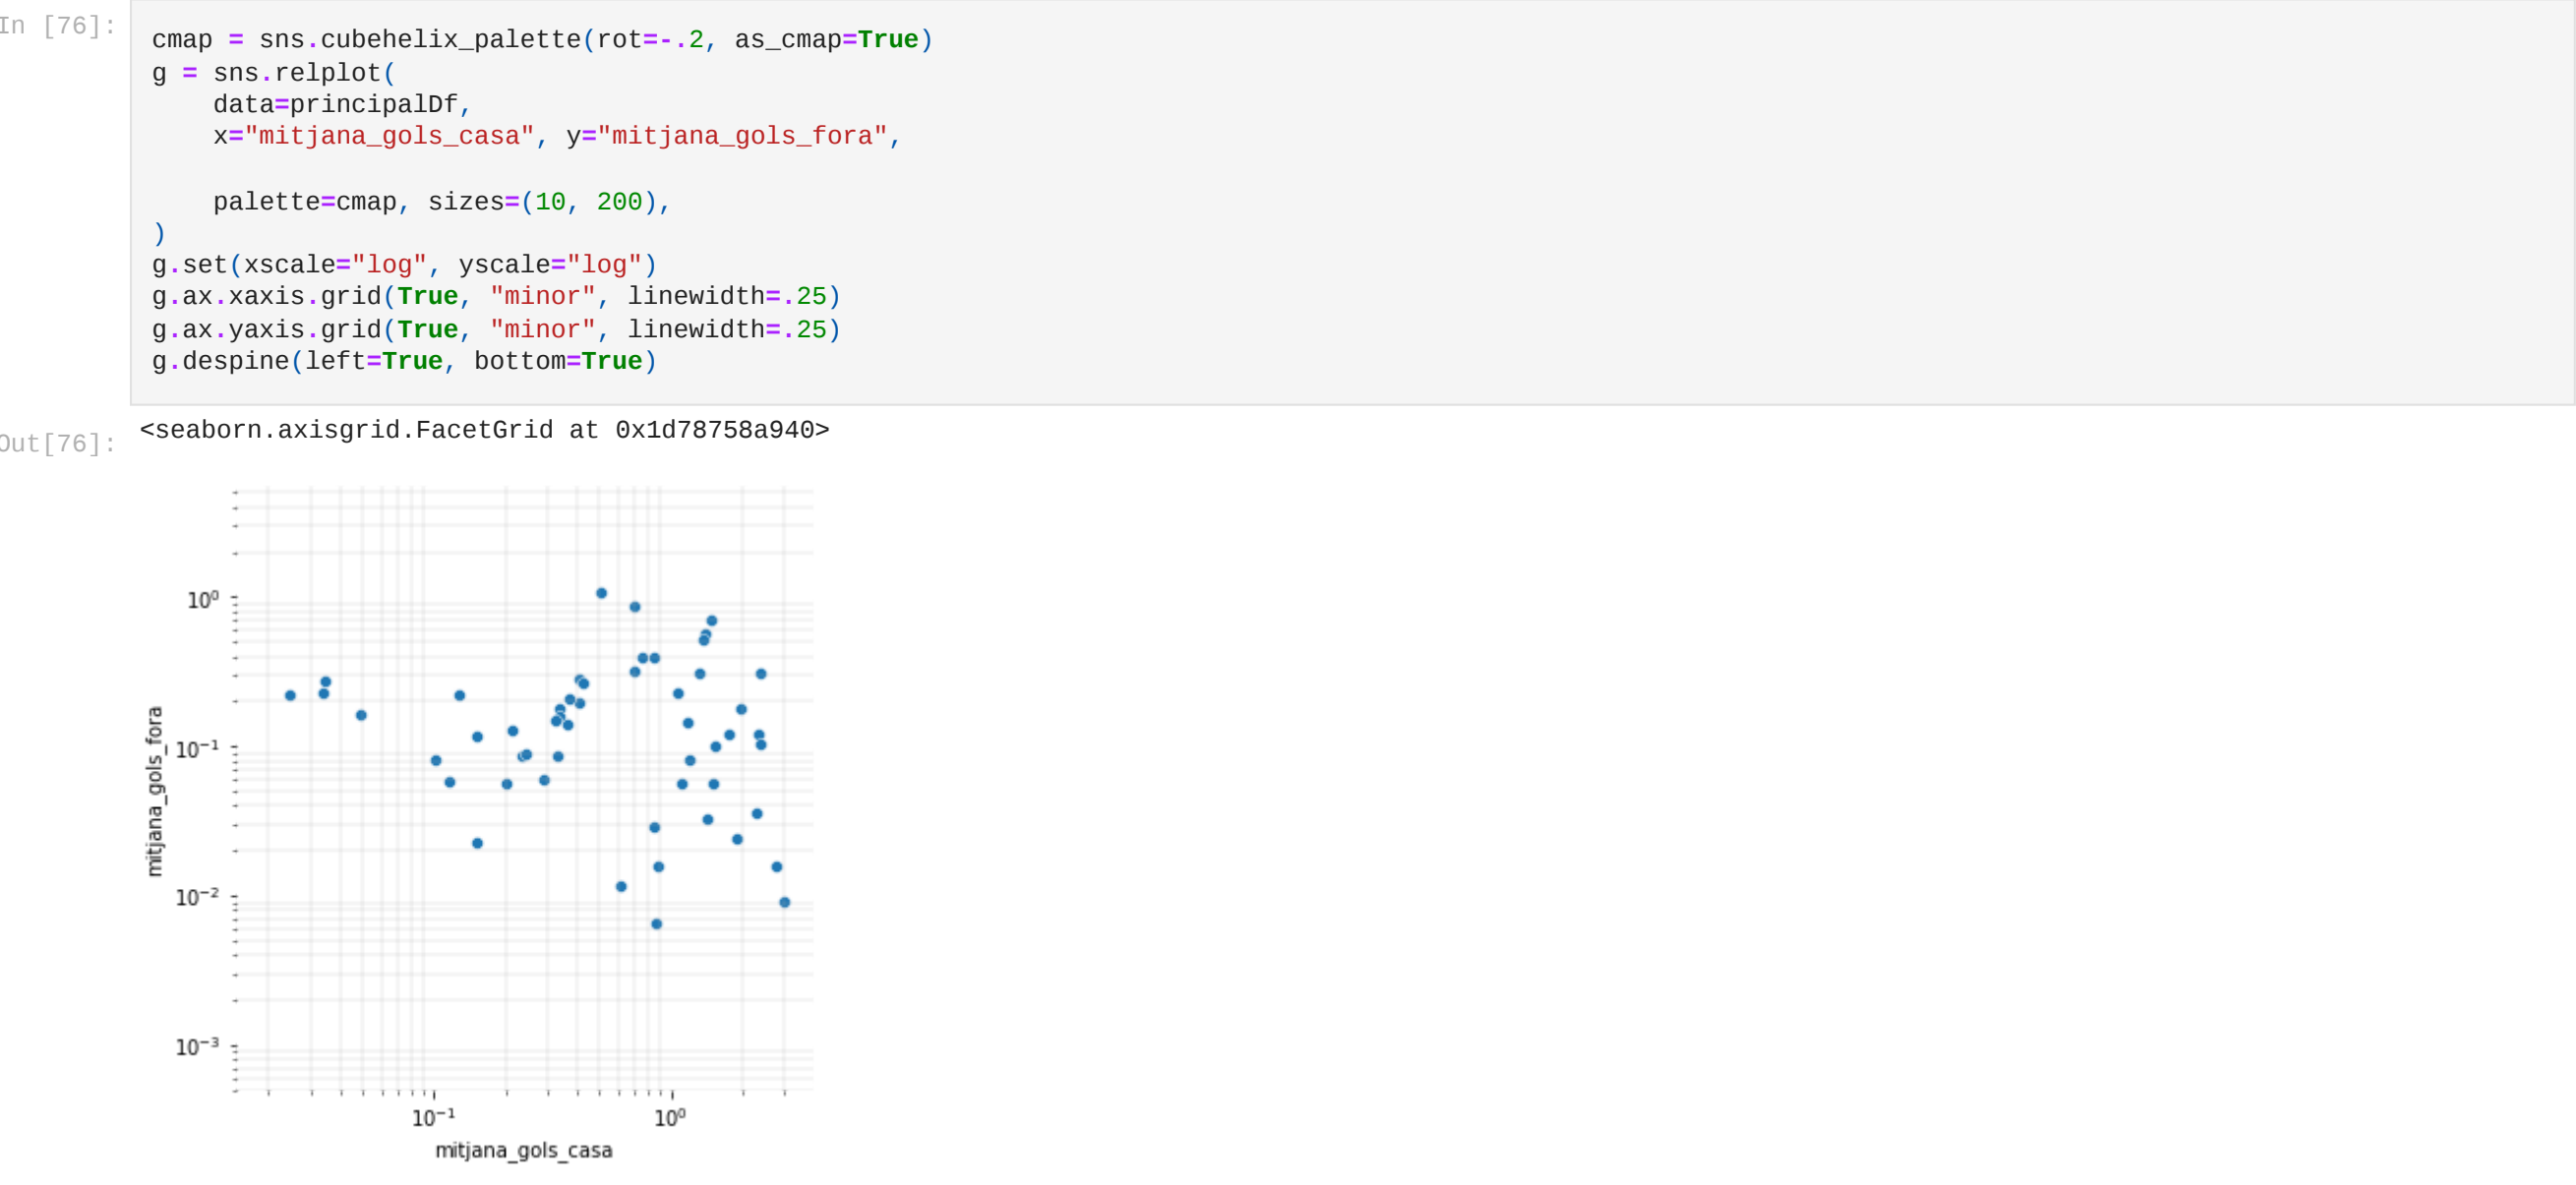 In [76]:
cmap = sns.cubehelix_palette(rot=-.2, as_cmap=True)
g = sns.relplot(
    data=principalDf,
    x="mitjana_gols_casa", y="mitjana_gols_fora",

    palette=cmap, sizes=(10, 200),
)
g.set(xscale="log", yscale="log")
g.ax.xaxis.grid(True, "minor", linewidth=.25)
g.ax.yaxis.grid(True, "minor", linewidth=.25)
g.despine(left=True, bottom=True)
Out[76]:
<seaborn.axisgrid.FacetGrid at 0x1d78758a940>
10⁰
10⁻¹
10⁻²
10⁻³
mitjana_gols_fora
10⁻¹ 10⁰
mitjana_gols_casa